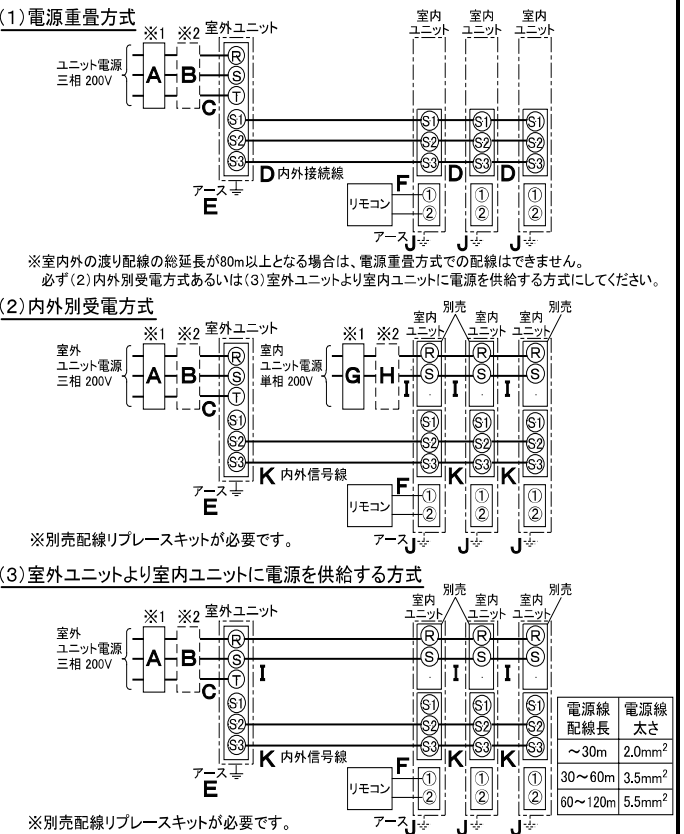 (1)電源重畳方式
※1 ※2 室外ユニット
室内ユニット 室内ユニット 室内ユニット
ユニット電源
三相 200V
A B C
R
S
T
S1 S1 S1 S1
S2 S2 S2 S2
S3 S3 S3 S3
D 内外接続線 F D D
アース
E
リモコン
① ① ①
② ② ②
アース J J J
※室内外の渡り配線の総延長が80m以上となる場合は、電源重畳方式での配線はできません。
必ず(2)内外別受電方式あるいは(3)室外ユニットより室内ユニットに電源を供給する方式にしてください。
(2)内外別受電方式
別売 別売
※1 ※2 室外ユニット ※1 ※2 室内ユニット 室内ユニット 室内ユニット
室外
ユニット電源
三相 200V
A B C
室内
ユニット電源
単相 200V
G H I I I
R R R R
S S S S
T
S1 S1 S1 S1
S2 S2 S2 S2
S3 S3 S3 S3
K 内外信号線 F K K
アース
E
リモコン
① ① ①
② ② ②
アース J J J
※別売配線リプレースキットが必要です。
(3)室外ユニットより室内ユニットに電源を供給する方式
別売 別売
※1 ※2 室外ユニット 室内ユニット 室内ユニット 室内ユニット
室外
ユニット電源
三相 200V
A B C
R R R R
S S S S
T
I I I
S1 S1 S1 S1
S2 S2 S2 S2
S3 S3 S3 S3
K 内外信号線 F K K
アース
E
リモコン
① ① ①
② ② ②
アース J J J
※別売配線リプレースキットが必要です。
電源線配線長 電源線太さ
~30m 2.0mm²
30~60m 3.5mm²
60~120m 5.5mm²